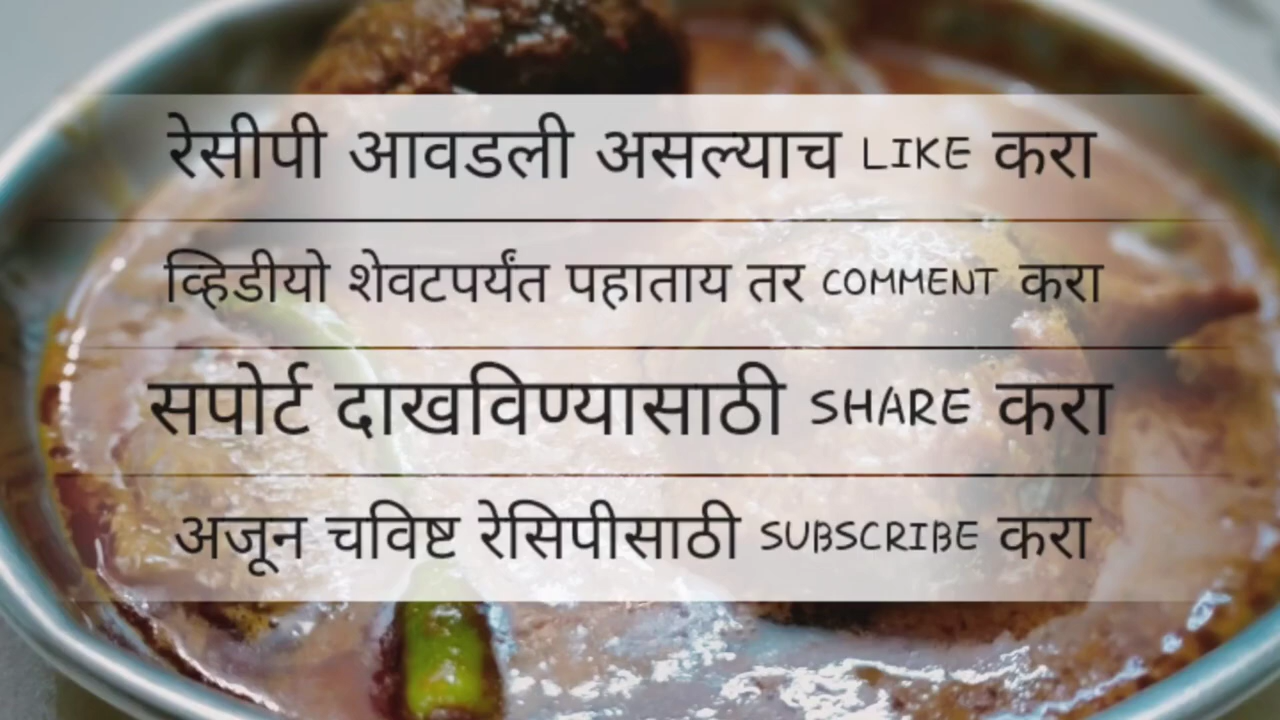 रेसीपी आवडली असल्याच LIKE करा
व्हिडीयो शेवटपर्यंत पहाताय तर COMMENT करा
सपोर्ट दाखविण्यासाठी SHARE करा
अजून चविष्ट रेसिपीसाठी SUBSCRIBE करा